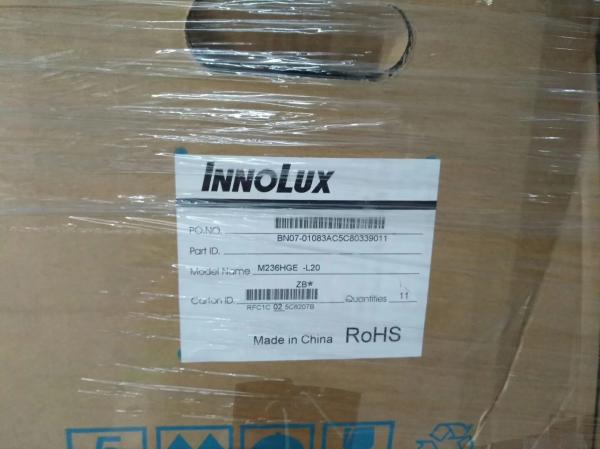 INNOLUX
PO.NO.
BN07-01083AC5C80339011
Part ID.
Model Name M236HGE -L20
ZB*
Carton ID. Quantities 11
RFC1C 02 5C8207B
Made in China RoHS